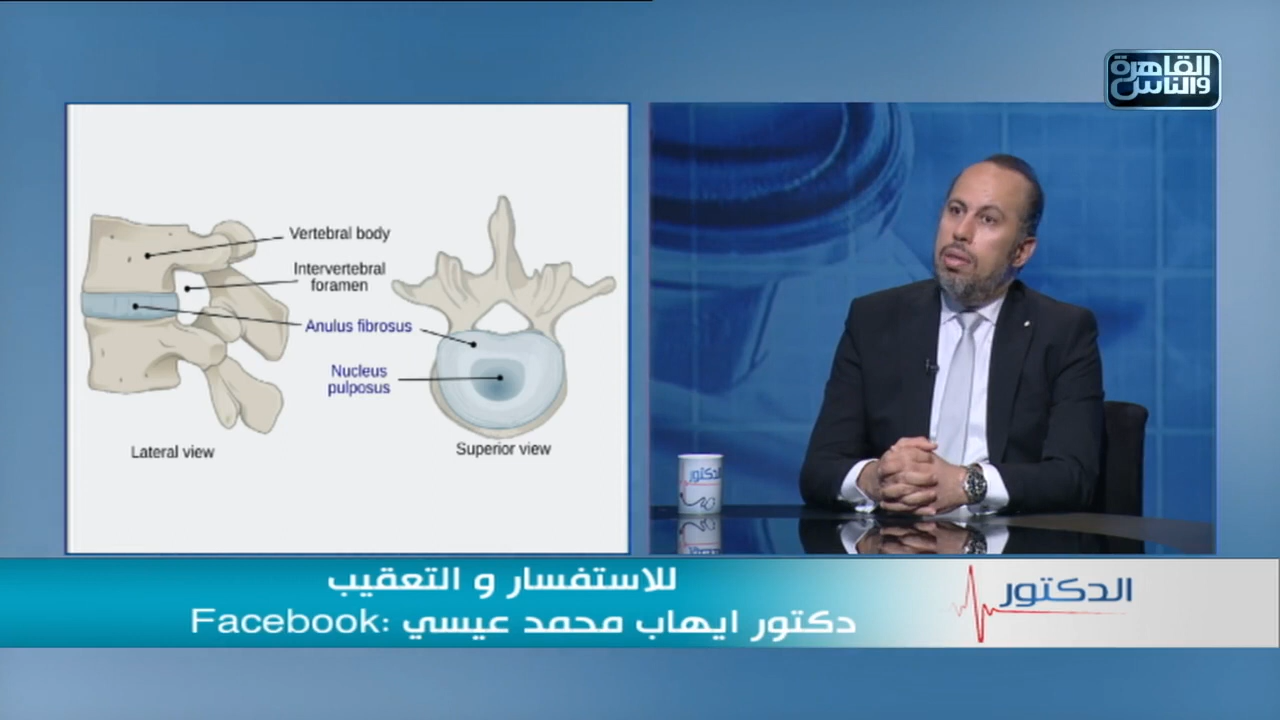 القاهرة
والناس
Vertebral body
Intervertebral
foramen
Anulus fibrosus
Nucleus
pulposus
Lateral view
Superior view
الدكتور
للاستفسار و التعقيب
دكتور ايهاب محمد عيسي :Facebook
الدكتور